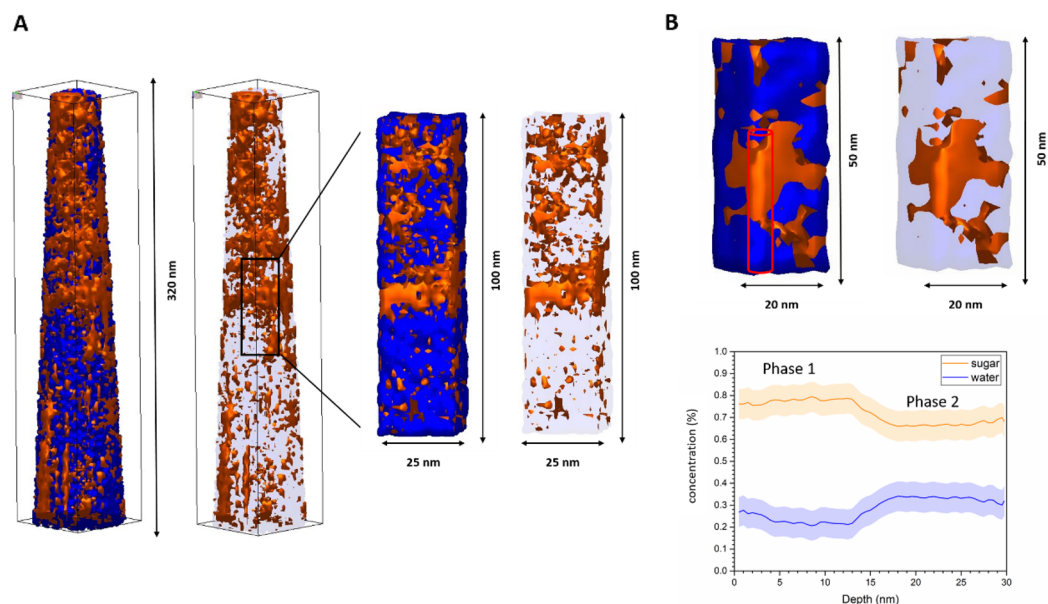 A
320 nm
100 nm
100 nm
25 nm
25 nm
B
50 nm
50 nm
20 nm
20 nm
1.0
0.9
0.8
0.7
0.6
0.5
0.4
0.3
0.2
0.1
0.0
concentration (%)
Phase 1
Phase 2
sugar
water
0
5
10
15
20
25
30
Depth (nm)